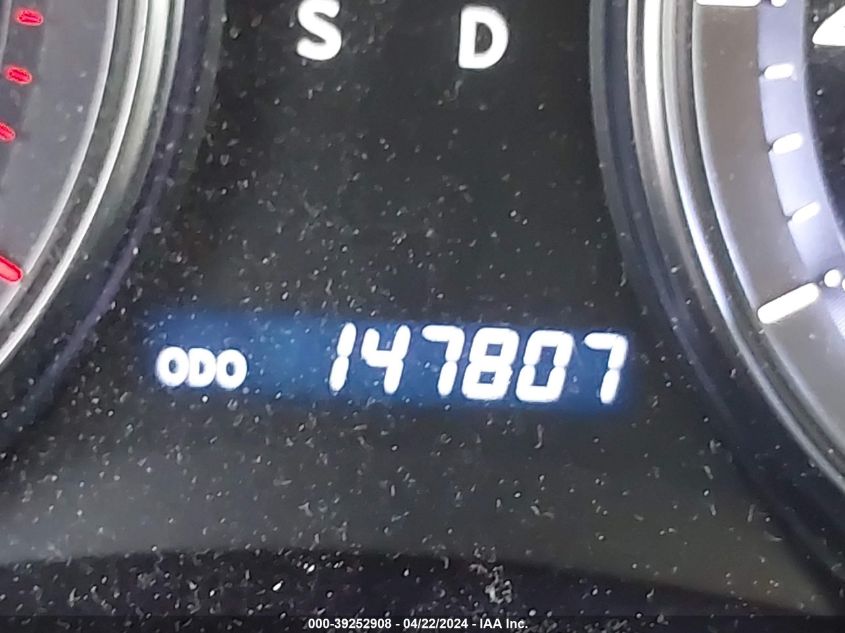 S D
ODO 147807
000-39252908 - 04/22/2024 - IAA Inc.